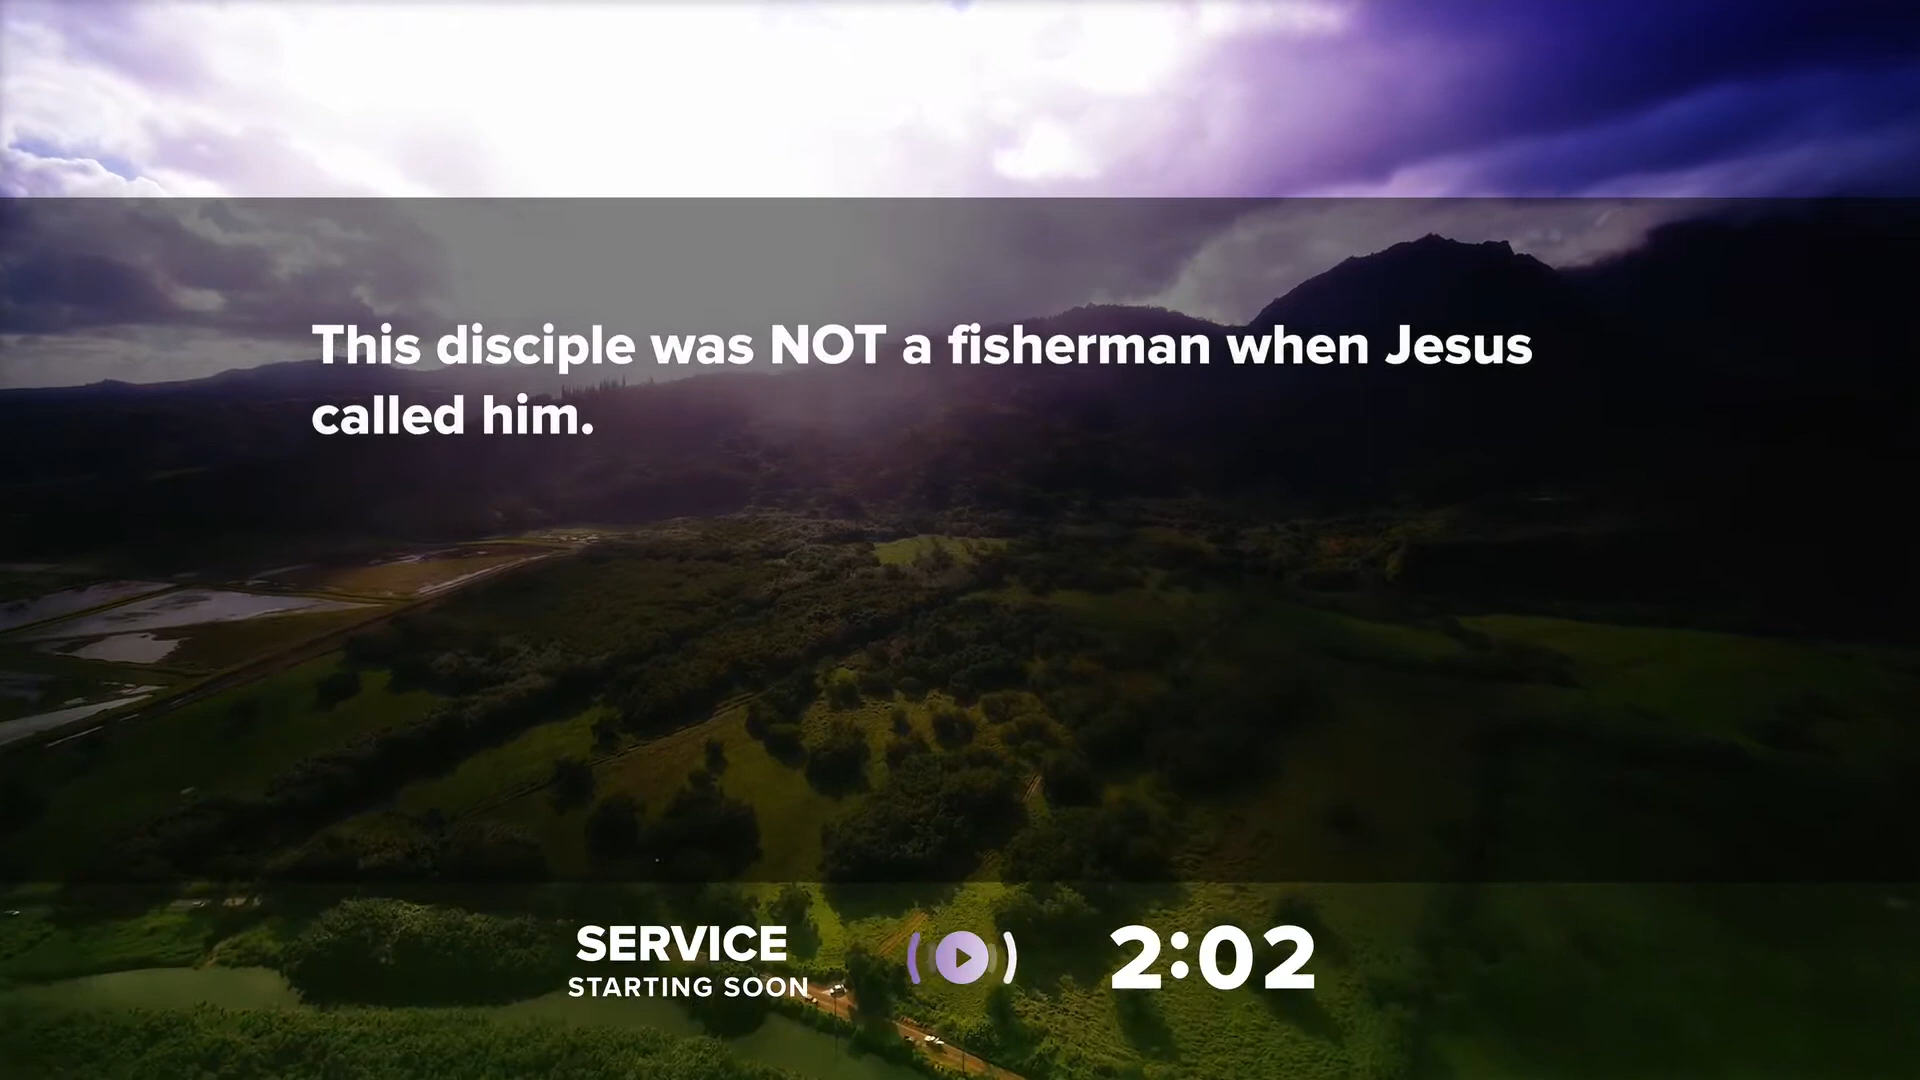 This disciple was NOT a fisherman when Jesus
called him.
SERVICE
STARTING SOON
2:02